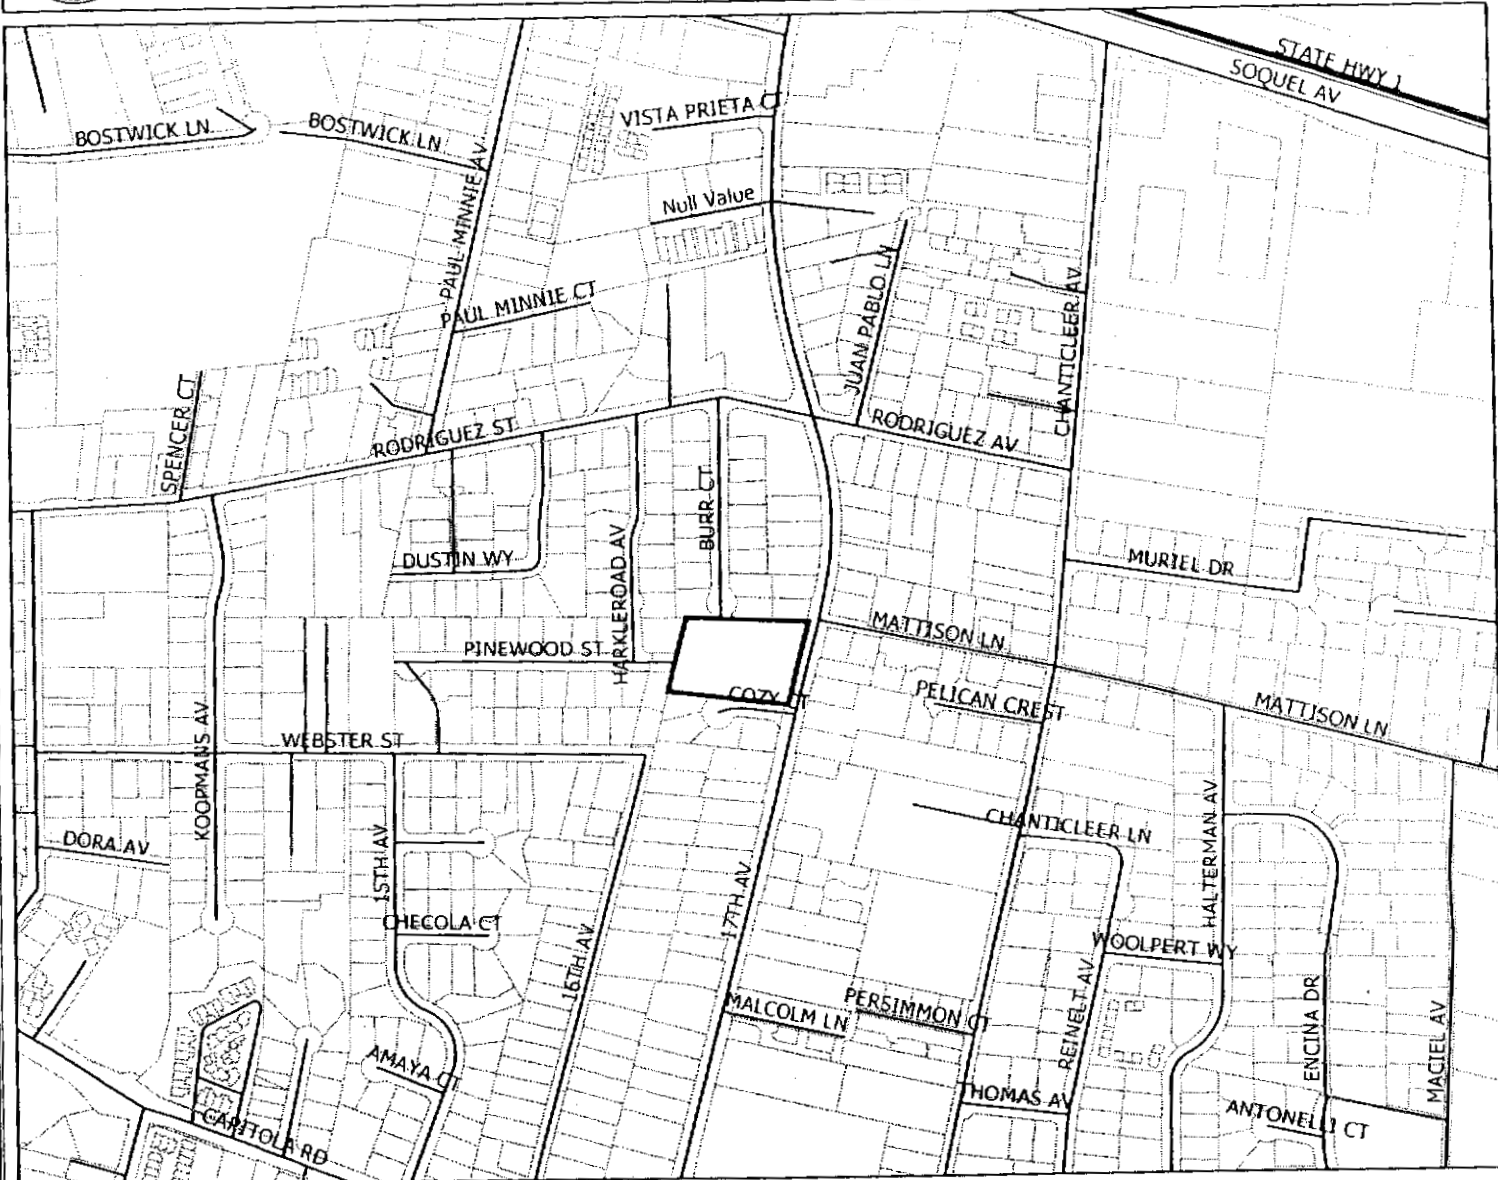 STATE HWY 1
SOQUEL AV
VISTA PRIETA CT
BOSTWICK LN
BOSTWICK LN
PAUL MINNIE AV
Null Value
JUAN PABLO LN
CHANTICLEER AV
PAUL MINNIE CT
SPENCER CT
RODRIGUEZ ST
RODRIGUEZ AV
BURR CT
HARKLEROAD AV
DUSTIN WY
MURIEL DR
MATTISON LN
PINEWOOD ST
COZY CT
PELICAN CREST
MATTISON LN
KOOPMANS AV
WEBSTER ST
DORA AV
15TH AV
CHANTICLEER LN
HALTERMAN AV
CHECOLA CT
16TH AV
17TH AV
WOOLPERT WY
MALCOLM LN
PERSIMMON CT
REINELT AV
ENCINA DR
MACIEL AV
AMAYA CT
THOMAS AV
ANTONELLI CT
CAPITOLA RD